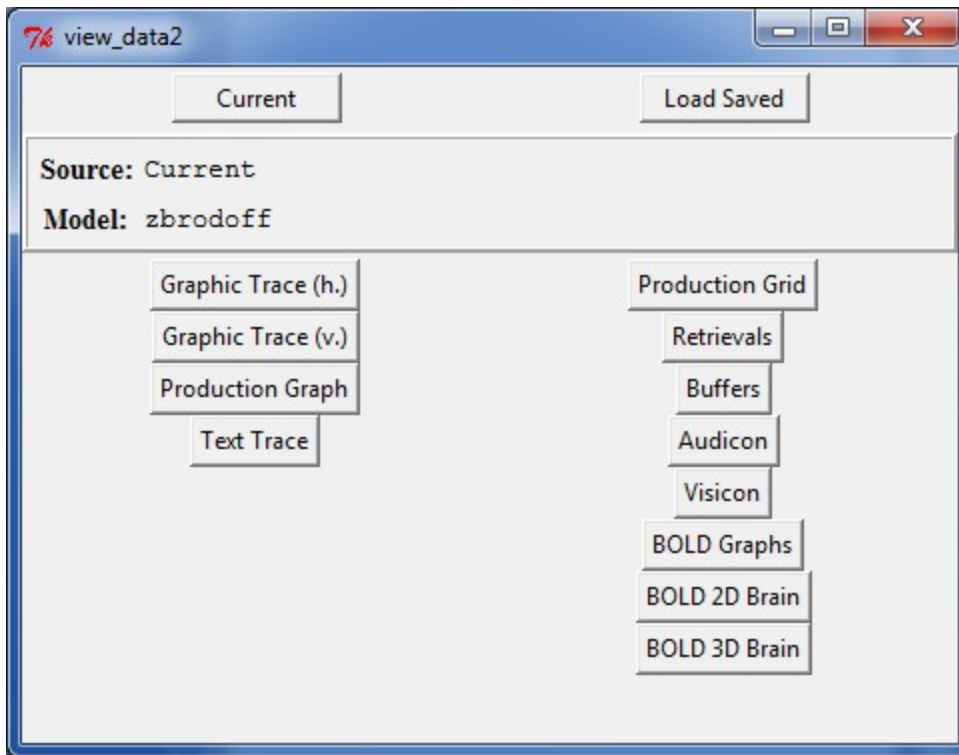 view_data2
Current Load Saved
Source: Current
Model: zbrodoff
Graphic Trace (h.) Production Grid
Graphic Trace (v.) Retrievals
Production Graph Buffers
Text Trace Audicon
Visicon
BOLD Graphs
BOLD 2D Brain
BOLD 3D Brain